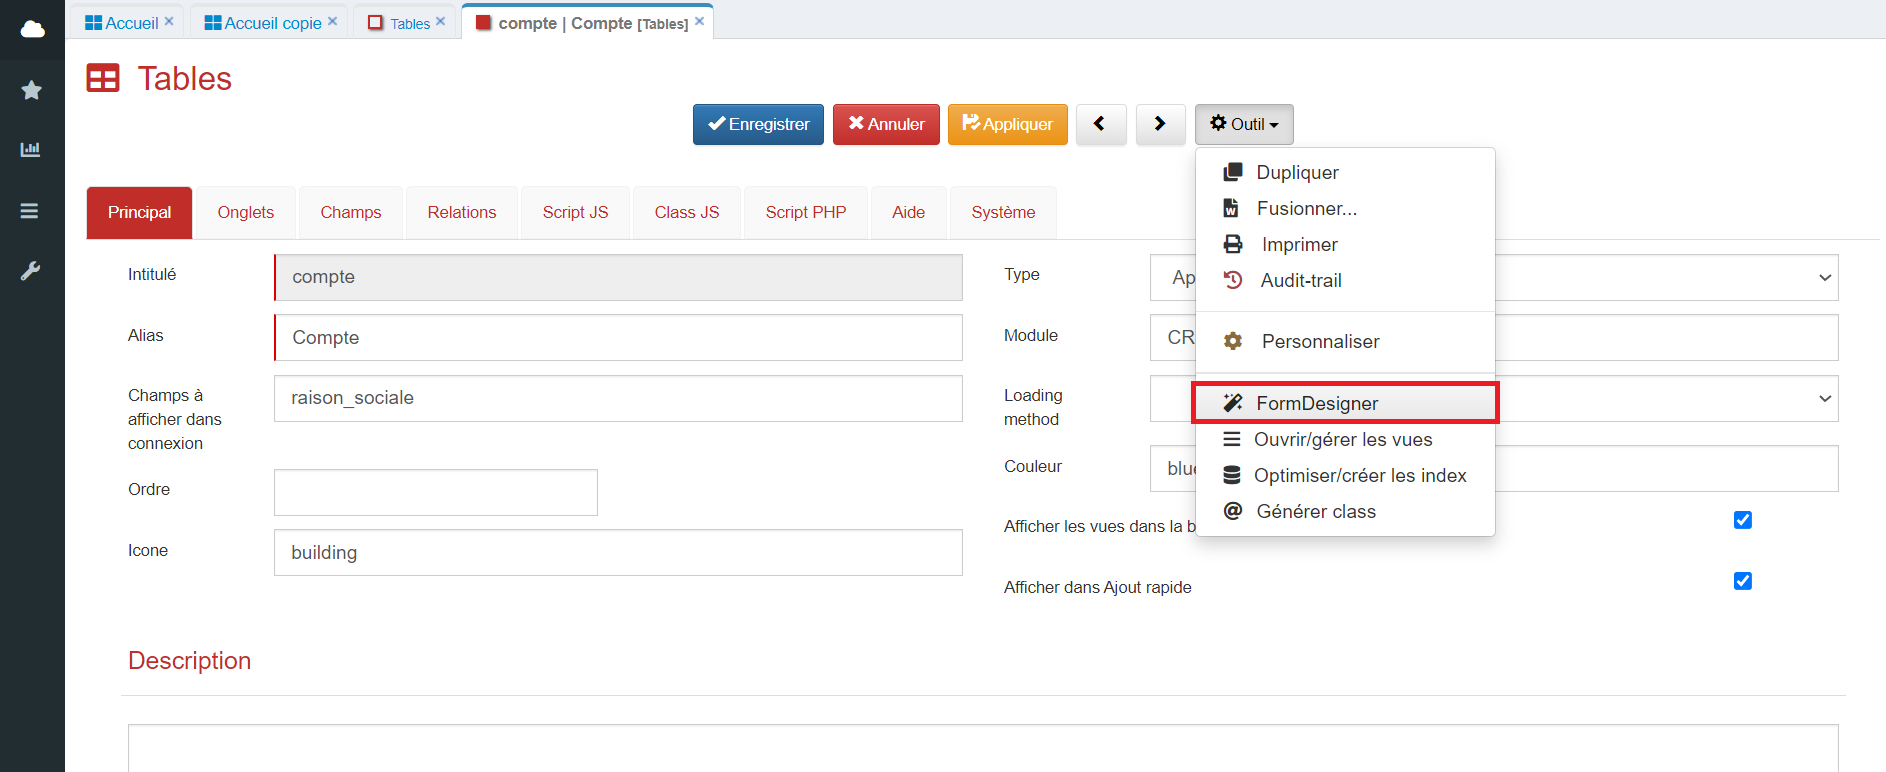 Accueil × Accueil copie × Tables × compte | Compte [Tables] ×
Tables
Enregistrer Annuler Appliquer Outil
Dupliquer
Fusionner...
Imprimer
Audit-trail
Personnaliser
FormDesigner
Ouvrir/gérer les vues
Optimiser/créer les index
Générer class
Principal Onglets Champs Relations Script JS Class JS Script PHP Aide Système
Intitulé compte
Alias Compte
Champs à
afficher dans
connexion
raison_sociale
Ordre
Icone building
Type Ap
Module CR
Loading
method
Couleur blue
Afficher les vues dans la b
Afficher dans Ajout rapide
Description